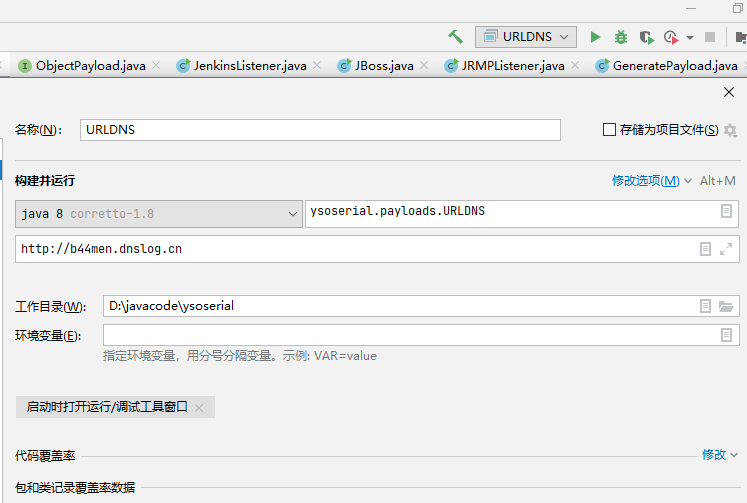 URLDNS
ObjectPayload.java JenkinsListener.java JBoss.java JRMPListener.java GeneratePayload.java
名称(N): URLDNS 存储为项目文件(S)
构建并运行 修改选项(M) Alt+M
java 8 corretto-1.8 ysoserial.payloads.URLDNS
http://b44men.dnslog.cn
工作目录(W): D:\javacode\ysoserial
环境变量(E):
指定环境变量，用分号分隔变量。示例: VAR=value
启动时打开运行/调试工具窗口
代码覆盖率 修改
包和类记录覆盖率数据